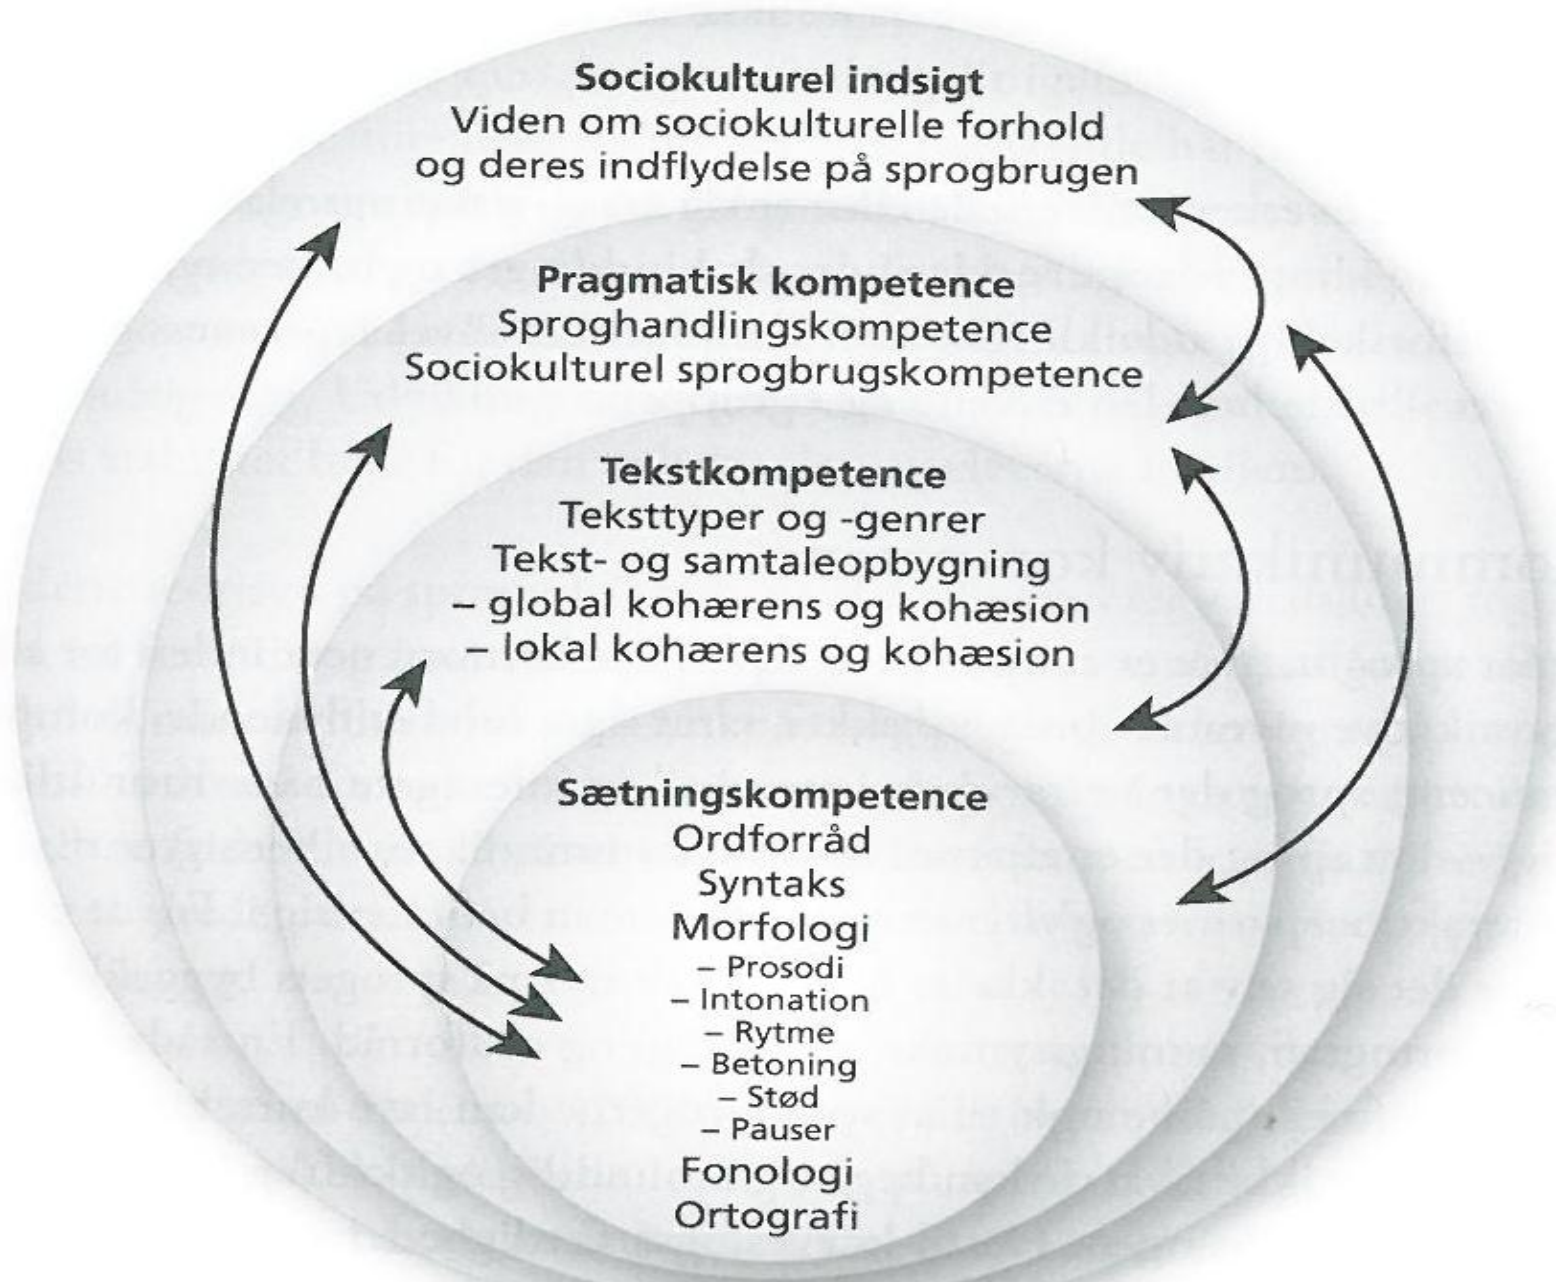 Sociokulturel indsigt
Viden om sociokulturelle forhold
og deres indflydelse på sprogbrugen
Pragmatisk kompetence
Sproghandlingskompetence
Sociokulturel sprogbrugskompetence
Tekstkompetence
Teksttyper og -genrer
Tekst- og samtaleopbygning
– global kohærens og kohæsion
– lokal kohærens og kohæsion
Sætningskompetence
Ordforråd
Syntaks
Morfologi
– Prosodi
– Intonation
– Rytme
– Betoning
– Stød
– Pauser
Fonologi
Ortografi